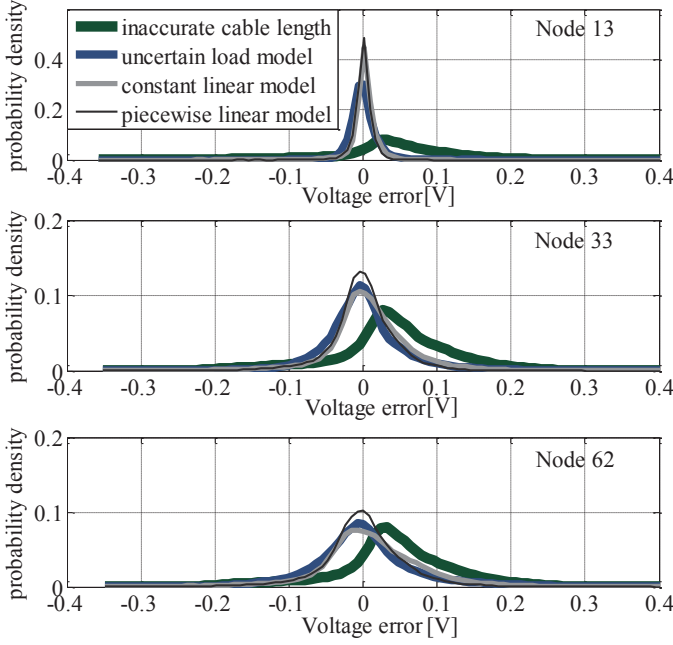 inaccurate cable length
uncertain load model
constant linear model
piecewise linear model
Node 13
probability density
0.6
0.4
0.2
0
-0.4 -0.3 -0.2 -0.1 0 0.1 0.2 0.3 0.4
Voltage error[V]
Node 33
probability density
0.2
0.1
0
-0.4 -0.3 -0.2 -0.1 0 0.1 0.2 0.3 0.4
Voltage error[V]
Node 62
probability density
0.2
0.1
0
-0.4 -0.3 -0.2 -0.1 0 0.1 0.2 0.3 0.4
Voltage error[V]